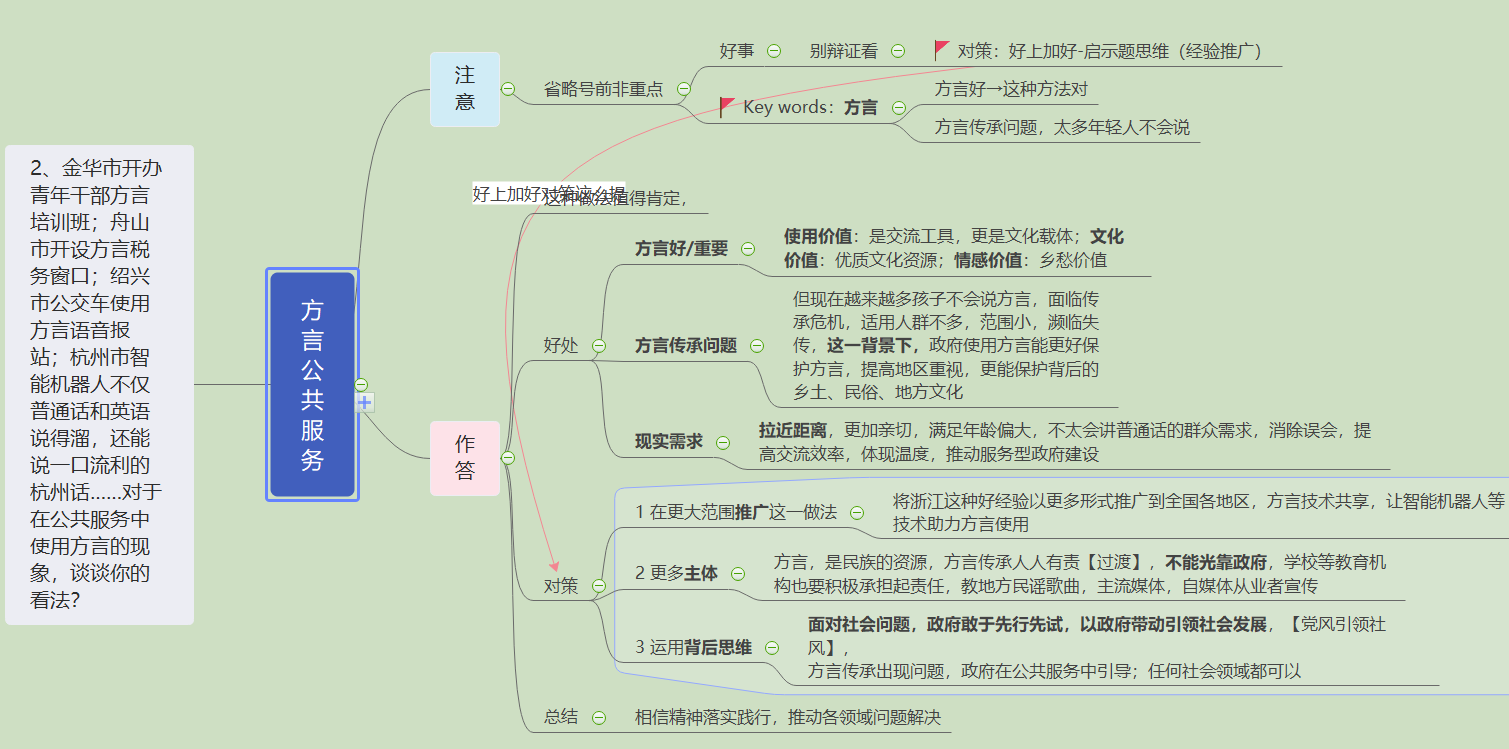 2、金华市开办
青年干部方言
培训班；舟山
市开设方言税
务窗口；绍兴
市公交车使用
方言语音报
站；杭州市智
能机器人不仅
普通话和英语
说得溜，还能
说一口流利的
杭州话......对于
在公共服务中
使用方言的现
象，谈谈你的
看法？
方言公共服务
注意
省略号前非重点
好事
别辩证看
对策：好上加好-启示题思维（经验推广）
Key words：方言
方言好→这种方法对
方言传承问题，太多年轻人不会说
作答
好上加好对策这么提
这种做法值得肯定，
好处
方言好/重要
使用价值：是交流工具，更是文化载体；文化
价值：优质文化资源；情感价值：乡愁价值
方言传承问题
但现在越来越多孩子不会说方言，面临传
承危机，适用人群不多，范围小，濒临失
传，这一背景下，政府使用方言能更好保
护方言，提高地区重视，更能保护背后的
乡土、民俗、地方文化
现实需求
拉近距离，更加亲切，满足年龄偏大，不太会讲普通话的群众需求，消除误会，提
高交流效率，体现温度，推动服务型政府建设
对策
1 在更大范围推广这一做法
将浙江这种好经验以更多形式推广到全国各地区，方言技术共享，让智能机器人等
技术助力方言使用
2 更多主体
方言，是民族的资源，方言传承人人有责【过渡】，不能光靠政府，学校等教育机
构也要积极承担起责任，教地方民谣歌曲，主流媒体，自媒体从业者宣传
3 运用背后思维
面对社会问题，政府敢于先行先试，以政府带动引领社会发展，【党风引领社
风】，
方言传承出现问题，政府在公共服务中引导；任何社会领域都可以
总结
相信精神落实践行，推动各领域问题解决